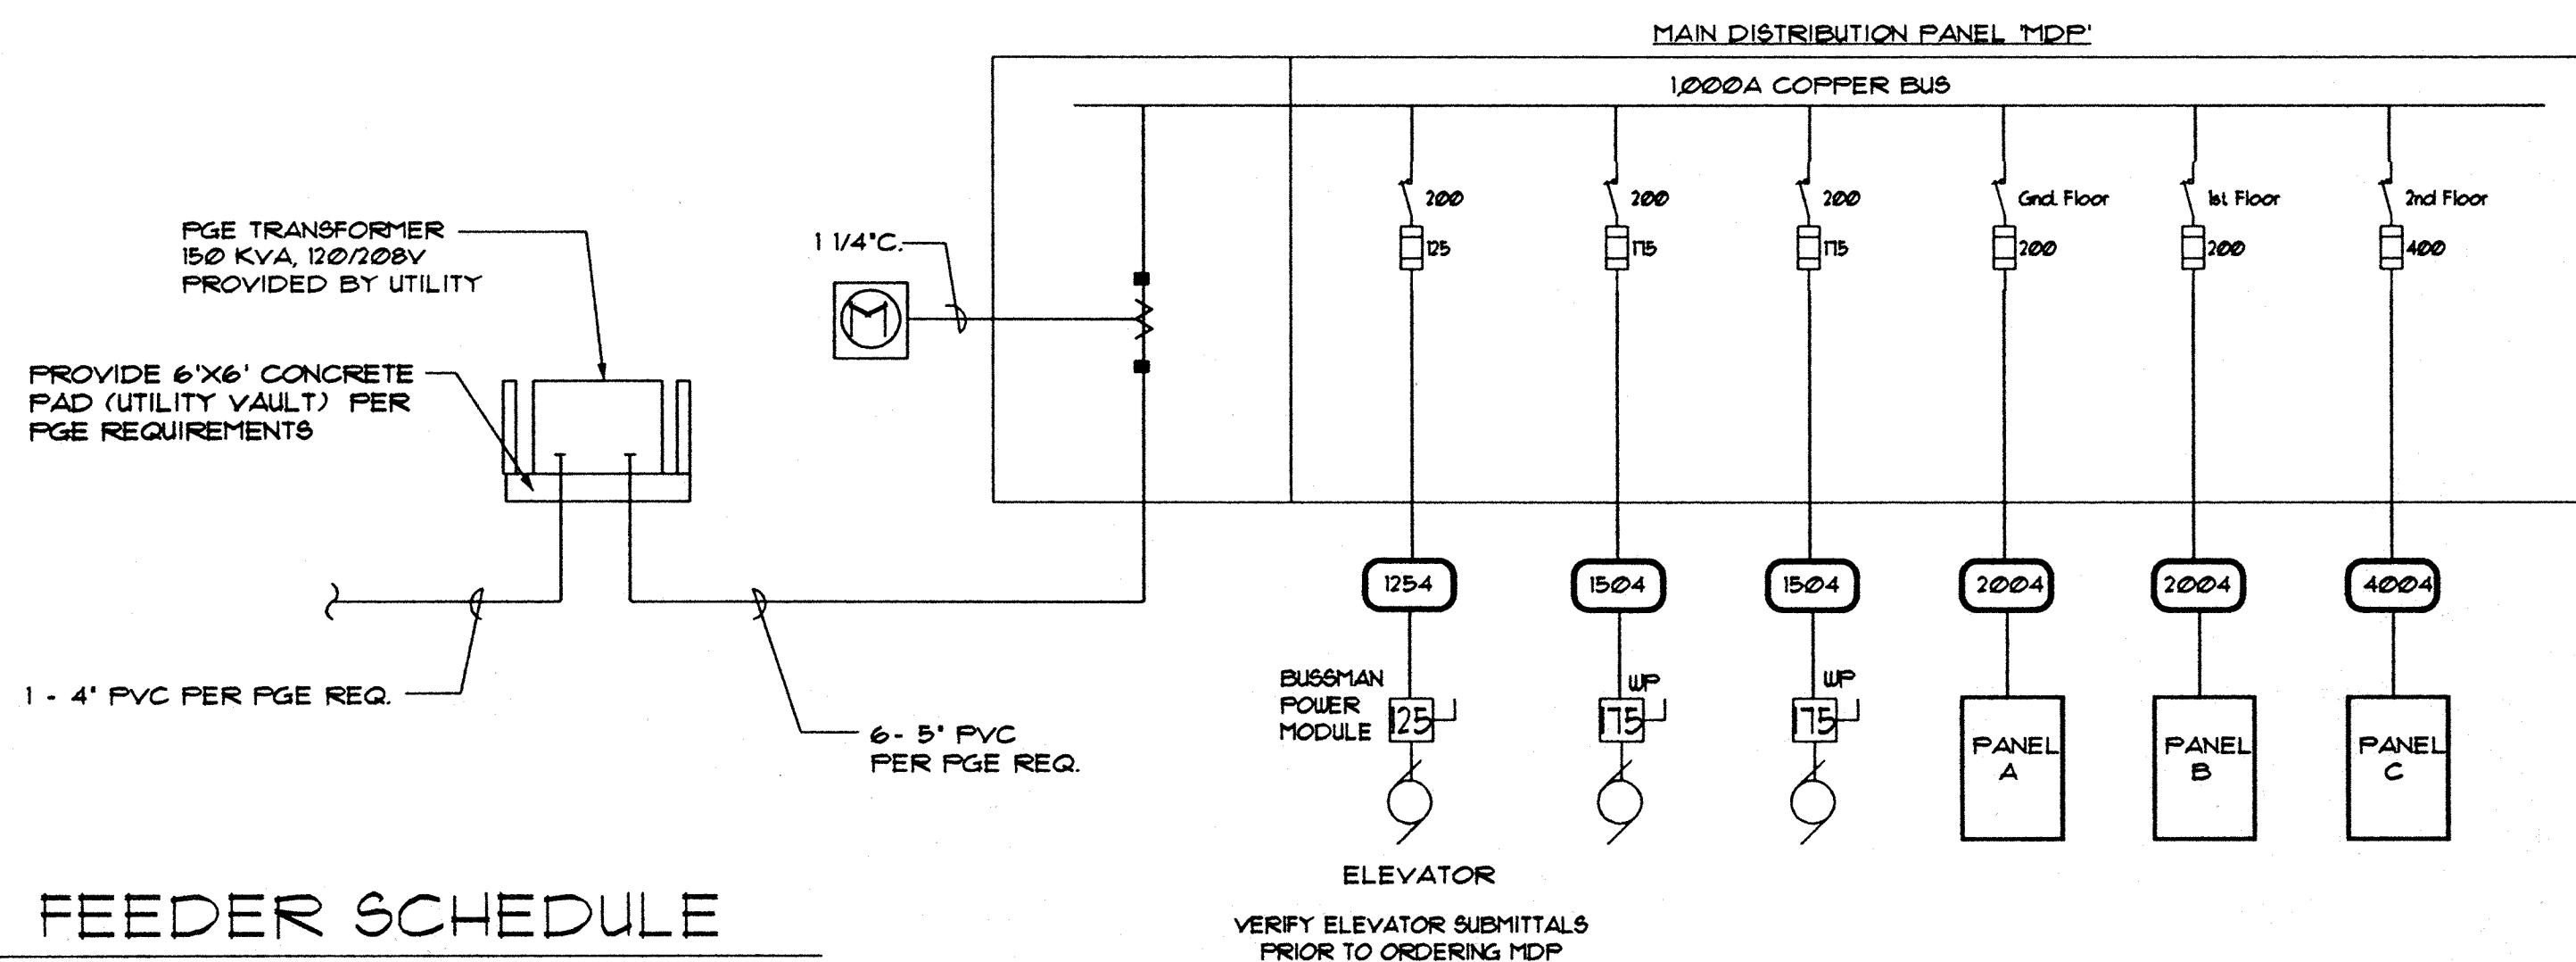 MAIN DISTRIBUTION PANEL 'MDP'
1,000A COPPER BUS
PGE TRANSFORMER
150 KVA, 120/208V
PROVIDED BY UTILITY
PROVIDE 6'X6' CONCRETE
PAD (UTILITY VAULT) PER
PGE REQUIREMENTS
1 1/4"C.
M
200
125
200
175
200
175
Gnd. Floor
200
1st Floor
200
2nd Floor
400
1 - 4" PVC PER PGE REQ.
6- 5" PVC
PER PGE REQ.
1254
1504
1504
2004
2004
4004
BUSSMAN
POWER
MODULE
125
WP
175
WP
175
PANEL
A
PANEL
B
PANEL
C
ELEVATOR
VERIFY ELEVATOR SUBMITTALS
PRIOR TO ORDERING MDP
FEEDER SCHEDULE